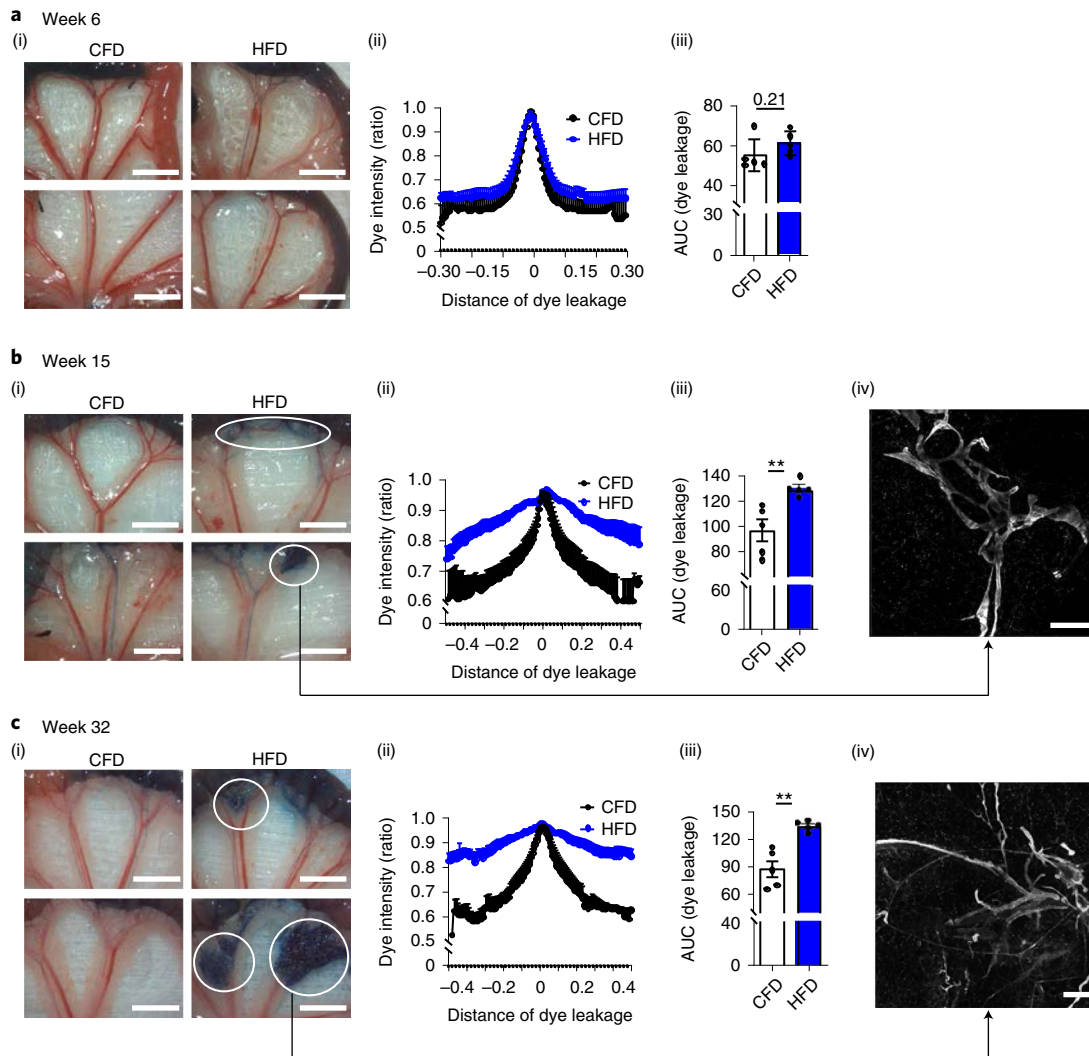 a Week 6
(i)
CFD
HFD
(ii)
1.0
0.9
0.8
0.7
0.6
0.5
0
Dye intensity (ratio)
CFD
HFD
−0.30 −0.15 0 0.15 0.30
Distance of dye leakage
(iii)
0.21
80
60
40
30
0
AUC (dye leakage)
CFD
HFD
b Week 15
(i)
CFD
HFD
(ii)
1.0
0.9
0.8
0.7
0.6
0
Dye intensity (ratio)
CFD
HFD
−0.4 −0.2 0 0.2 0.4
Distance of dye leakage
(iii)
**
140
120
100
80
60
0
AUC (dye leakage)
CFD
HFD
(iv)
c Week 32
(i)
CFD
HFD
(ii)
1.0
0.9
0.8
0.7
0.6
0.5
0
Dye intensity (ratio)
CFD
HFD
−0.4 −0.2 0 0.2 0.4
Distance of dye leakage
(iii)
**
150
120
90
60
40
0
AUC (dye leakage)
CFD
HFD
(iv)